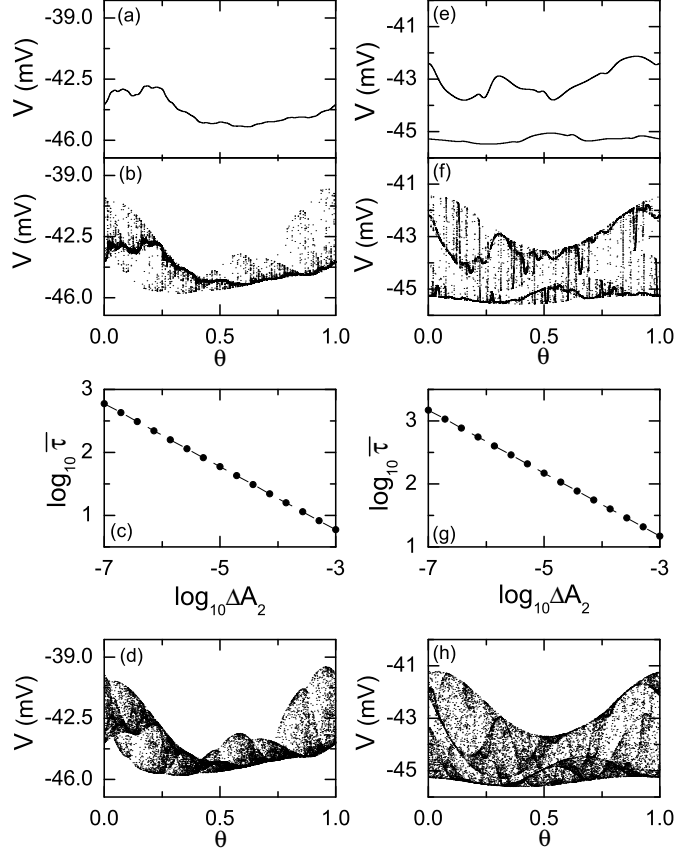 (a)
-39.0
-42.5
-46.0
V (mV)
(e)
-41
-43
-45
V (mV)
(b)
-39.0
-42.5
-46.0
V (mV)
0.0 0.5 1.0
θ
(f)
-41
-43
-45
V (mV)
0.0 0.5 1.0
θ
(c)
3
2
1
log₁₀ τ̅
-7 -5 -3
log₁₀ΔA₂
(g)
3
2
1
log₁₀ τ̅
-7 -5 -3
log₁₀ΔA₂
(d)
-39.0
-42.5
-46.0
V (mV)
0.0 0.5 1.0
θ
(h)
-41
-43
-45
V (mV)
0.0 0.5 1.0
θ